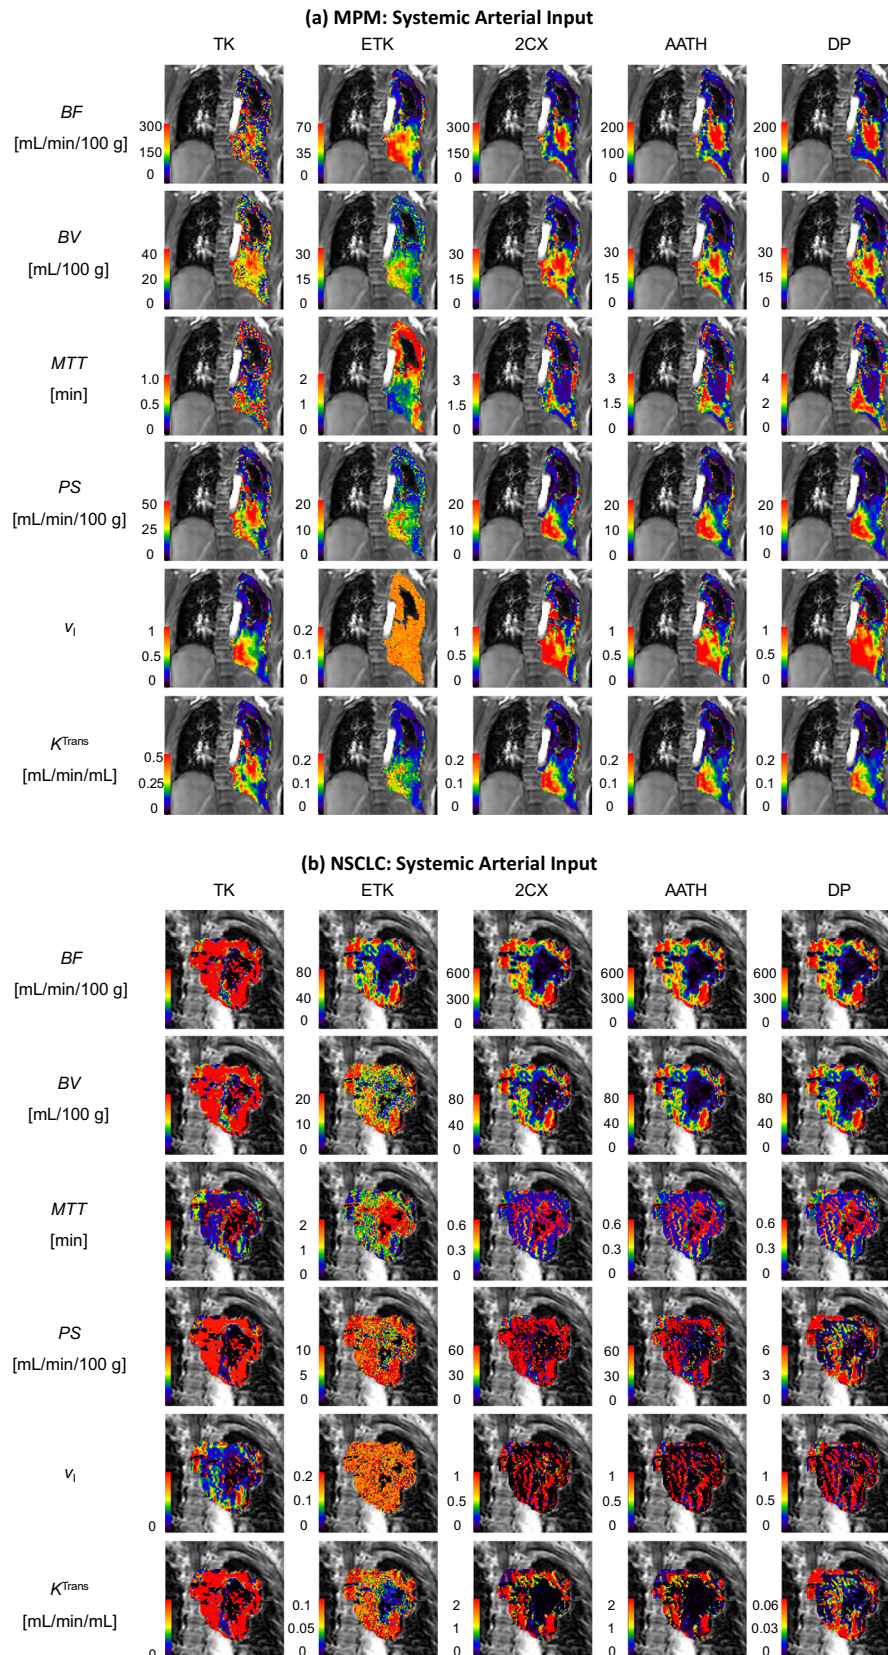 (a) MPM: Systemic Arterial Input
TK ETK 2CX AATH DP
BF
[mL/min/100 g]
300 70 300 200 200
150 35 150 100 100
0 0 0 0 0
BV
[mL/100 g]
40 30 30 30 30
20 15 15 15 15
0 0 0 0 0
MTT
[min]
1.0 2 3 3 4
0.5 1 1.5 1.5 2
0 0 0 0 0
PS
[mL/min/100 g]
50 20 20 20 20
25 10 10 10 10
0 0 0 0 0
vI
1 0.2 1 1 1
0.5 0.1 0.5 0.5 0.5
0 0 0 0 0
KTrans
[mL/min/mL]
0.5 0.2 0.2 0.2 0.2
0.25 0.1 0.1 0.1 0.1
0 0 0 0 0
(b) NSCLC: Systemic Arterial Input
TK ETK 2CX AATH DP
BF
[mL/min/100 g]
80 600 600 600
40 300 300 300
0 0 0 0
BV
[mL/100 g]
20 80 80 80
10 40 40 40
0 0 0 0
MTT
[min]
2 0.6 0.6 0.6
1 0.3 0.3 0.3
0 0 0 0
PS
[mL/min/100 g]
10 60 60 6
5 30 30 3
0 0 0 0
vI
0.2 1 1 1
0.1 0.5 0.5 0.5
0 0 0 0 0
KTrans
[mL/min/mL]
0.1 2 2 0.06
0.05 1 1 0.03
0 0 0 0 0